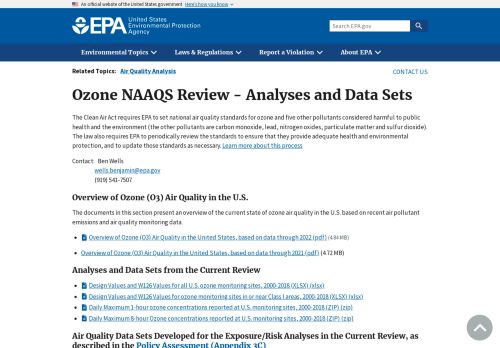 An official website of the United States government Here's how you know
EPA United States
Environmental Protection
Agency
Search EPA.gov
Environmental Topics Laws & Regulations Report a Violation About EPA
Related Topics: Air Quality Analysis
CONTACT US
Ozone NAAQS Review - Analyses and Data Sets
The Clean Air Act requires EPA to set national air quality standards for ozone and five other pollutants considered harmful to public
health and the environment (the other pollutants are carbon monoxide, lead, nitrogen oxides, particulate matter and sulfur dioxide).
The law also requires EPA to periodically review the standards to ensure that they provide adequate health and environmental
protection, and to update those standards as necessary. Learn more about this process
Contact: Ben Wells
wells.benjamin@epa.gov
(919) 541-7507
Overview of Ozone (O3) Air Quality in the U.S.
The documents in this section present an overview of the current state of ozone air quality in the U.S. based on recent air pollutant
emissions and air quality monitoring data.
Overview of Ozone (O3) Air Quality in the United States, based on data through 2022 (pdf) (4.84 MB)
Overview of Ozone (O3) Air Quality in the United States, based on data through 2021 (pdf) (4.72 MB)
Analyses and Data Sets from the Current Review
Design Values and W126 Values for all U.S. ozone monitoring sites, 2000-2018 (XLSX) (xlsx)
Design Values and W126 Values for ozone monitoring sites in or near Class I areas, 2000-2018 (XLSX) (xlsx)
Daily Maximum 1-hour ozone concentrations reported at U.S. monitoring sites, 2000-2018 (ZIP) (zip)
Daily Maximum 8-hour Ozone concentrations reported at U.S. monitoring sites, 2000-2018 (ZIP) (zip)
Air Quality Data Sets Developed for the Exposure/Risk Analyses in the Current Review, as
described in the Policy Assessment (Appendix 3C)